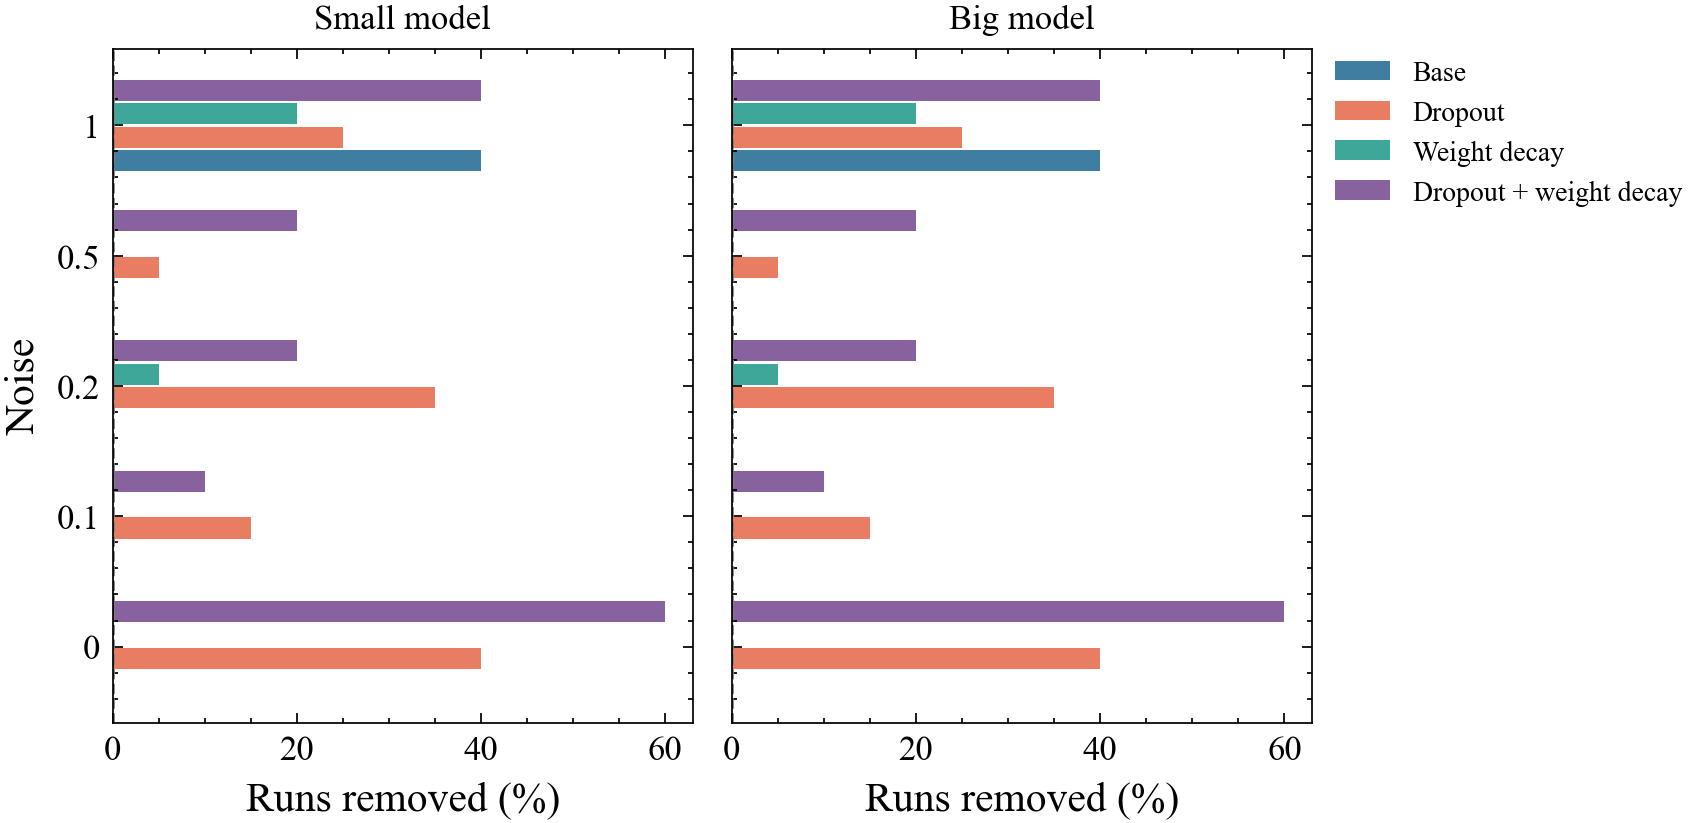 Small model
Big model
Base
Dropout
Weight decay
Dropout + weight decay
Noise
1
0.5
0.2
0.1
0
0 20 40 60
0 20 40 60
Runs removed (%)
Runs removed (%)